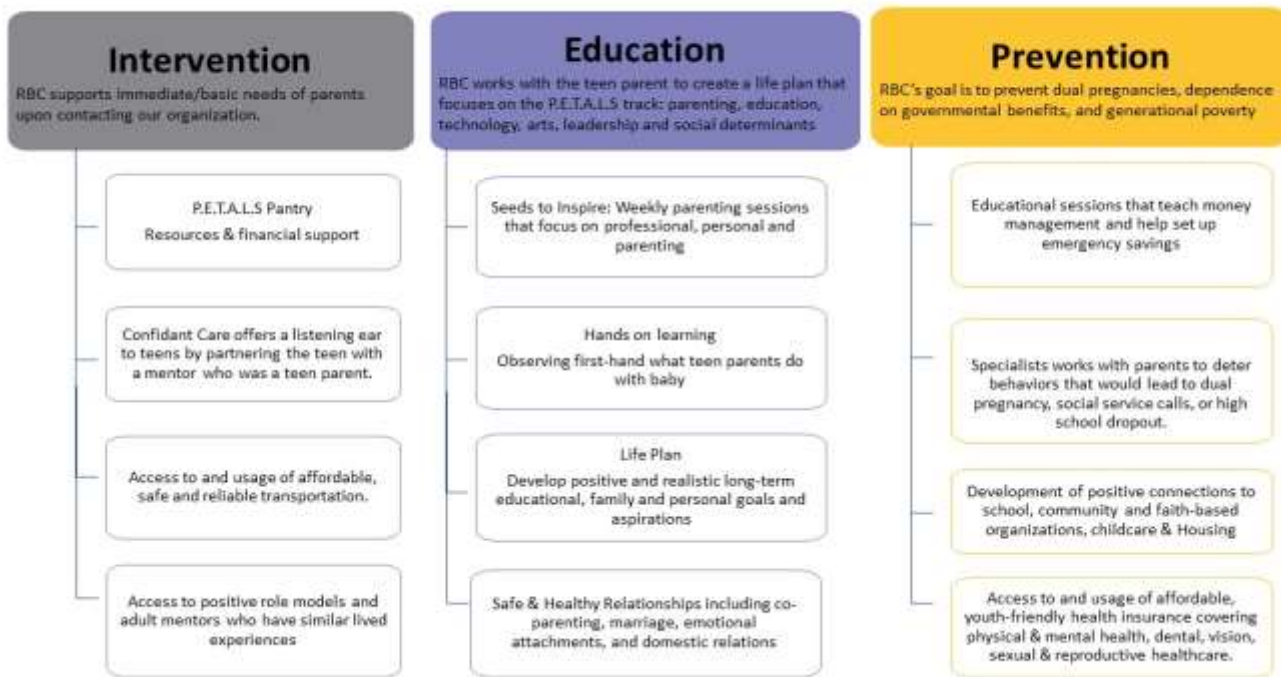 Intervention
RBC supports immediate/basic needs of parents
upon contacting our organization.
P.E.T.A.L.S Pantry
Resources & financial support
Confidant Care offers a listening ear
to teens by partnering the teen with
a mentor who was a teen parent.
Access to and usage of affordable,
safe and reliable transportation.
Access to positive role models and
adult mentors who have similar lived
experiences
Education
RBC works with the teen parent to create a life plan that
focuses on the P.E.T.A.L.S track: parenting, education,
technology, arts, leadership and social determinants
Seeds to Inspire: Weekly parenting sessions
that focus on professional, personal and
parenting
Hands on learning
Observing first-hand what teen parents do
with baby
Life Plan
Develop positive and realistic long-term
educational, family and personal goals and
aspirations
Safe & Healthy Relationships including co-
parenting, marriage, emotional
attachments, and domestic relations
Prevention
RBC's goal is to prevent dual pregnancies, dependence
on governmental benefits, and generational poverty
Educational sessions that teach money
management and help set up
emergency savings
Specialists works with parents to deter
behaviors that would lead to dual
pregnancy, social service calls, or high
school dropout.
Development of positive connections to
school, community and faith-based
organizations, childcare & Housing
Access to and usage of affordable,
youth-friendly health insurance covering
physical & mental health, dental, vision,
sexual & reproductive healthcare.